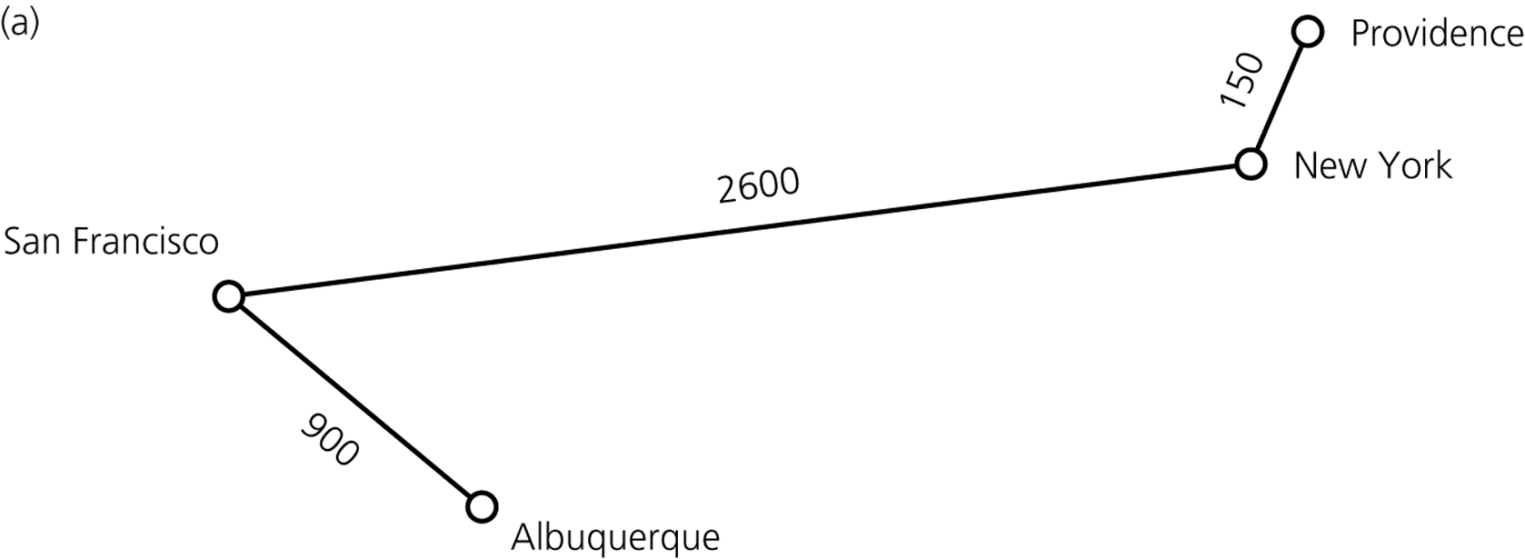 (a)
Providence
150
New York
2600
San Francisco
900
Albuquerque